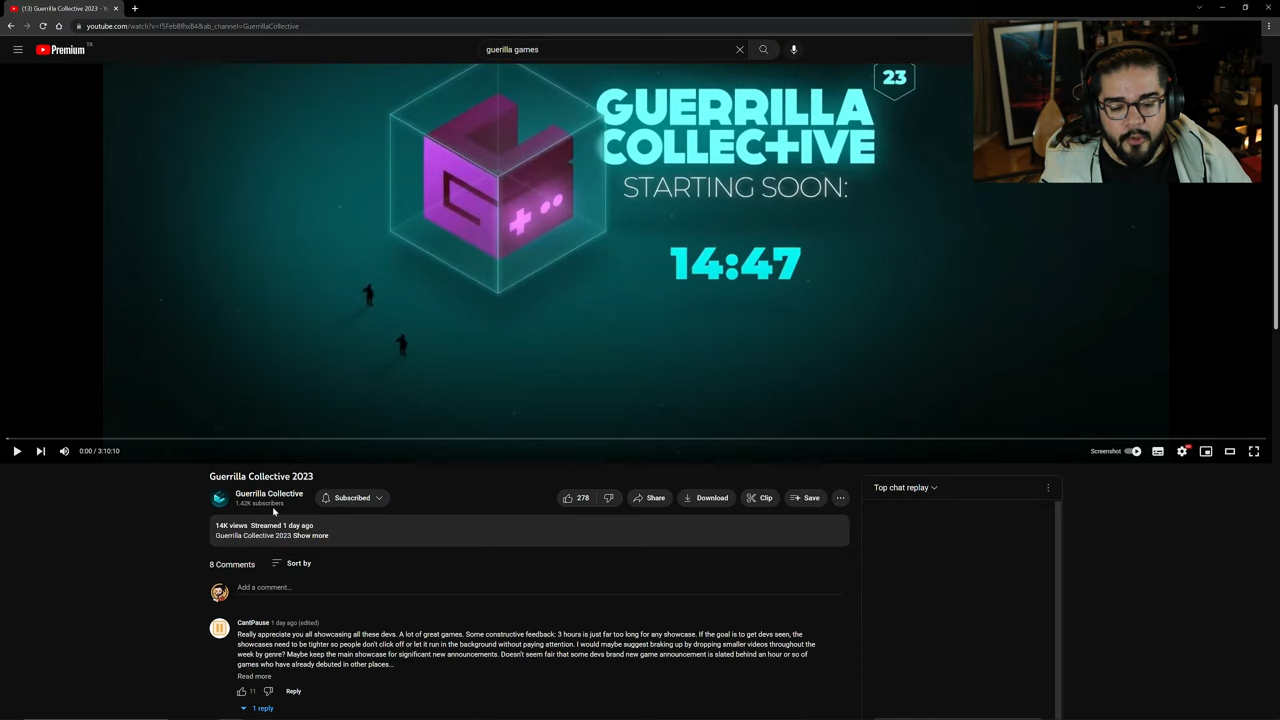 (13) Guerrilla Collective 2023 - Yo
youtube.com/watch?v=f5FebBfhxB4&ab_channel=GuerrillaCollective
Premium TR
guerilla games
23
GUERRILLA
COLLECTIVE
STARTING SOON:
14:47
G
0:00 / 3:10:10
Screenshot
Guerrilla Collective 2023
Guerrilla Collective
1.42K subscribers
Subscribed
278
Share
Download
Clip
Save
Top chat replay
14K views Streamed 1 day ago
Guerrilla Collective 2023 Show more
8 Comments
Sort by
Add a comment...
CantPause 1 day ago (edited)
Really appreciate you all showcasing all these devs. A lot of great games. Some constructive feedback: 3 hours is just far too long for any showcase. If the goal is to get devs seen, the
showcases need to be tighter so people don't click off or let it run in the background without paying attention. I would maybe suggest braking up by dropping smaller videos throughout the
week by genre? Maybe keep the main showcase for significant new announcements. Doesn't seem fair that some devs brand new game announcement is slated behind an hour or so of
games who have already debuted in other places...
Read more
11
Reply
1 reply